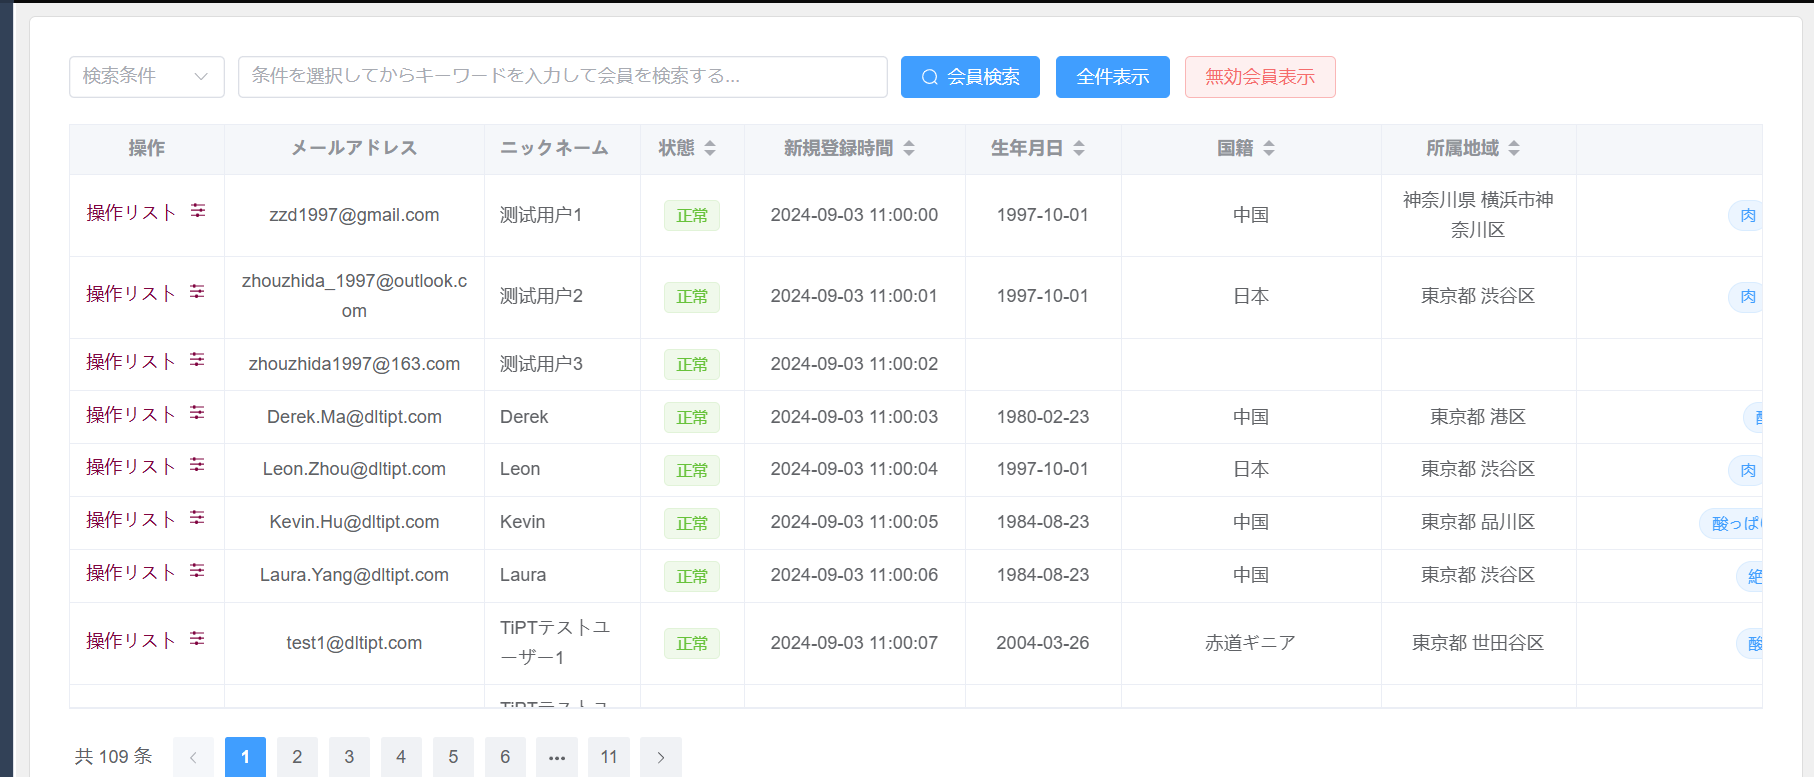 検索条件 条件を選択してからキーワードを入力して会員を検索する... 会員検索 全件表示 無効会員表示
操作 メールアドレス ニックネーム 状態 新規登録時間 生年月日 国籍 所属地域
操作リスト zzd1997@gmail.com 测试用户1 正常 2024-09-03 11:00:00 1997-10-01 中国 神奈川県 横浜市神
奈川区 肉
操作リスト zhouzhida_1997@outlook.c
om 测试用户2 正常 2024-09-03 11:00:01 1997-10-01 日本 東京都 渋谷区 肉
操作リスト zhouzhida1997@163.com 测试用户3 正常 2024-09-03 11:00:02
操作リスト Derek.Ma@dltipt.com Derek 正常 2024-09-03 11:00:03 1980-02-23 中国 東京都 港区
操作リスト Leon.Zhou@dltipt.com Leon 正常 2024-09-03 11:00:04 1997-10-01 日本 東京都 渋谷区 肉
操作リスト Kevin.Hu@dltipt.com Kevin 正常 2024-09-03 11:00:05 1984-08-23 中国 東京都 品川区 酸っぱ
操作リスト Laura.Yang@dltipt.com Laura 正常 2024-09-03 11:00:06 1984-08-23 中国 東京都 渋谷区 絶
操作リスト test1@dltipt.com TiPTテストユ
ーザー1 正常 2024-09-03 11:00:07 2004-03-26 赤道ギニア 東京都 世田谷区 酸
TiPTテストユ
共 109 条 1 2 3 4 5 6 ••• 11